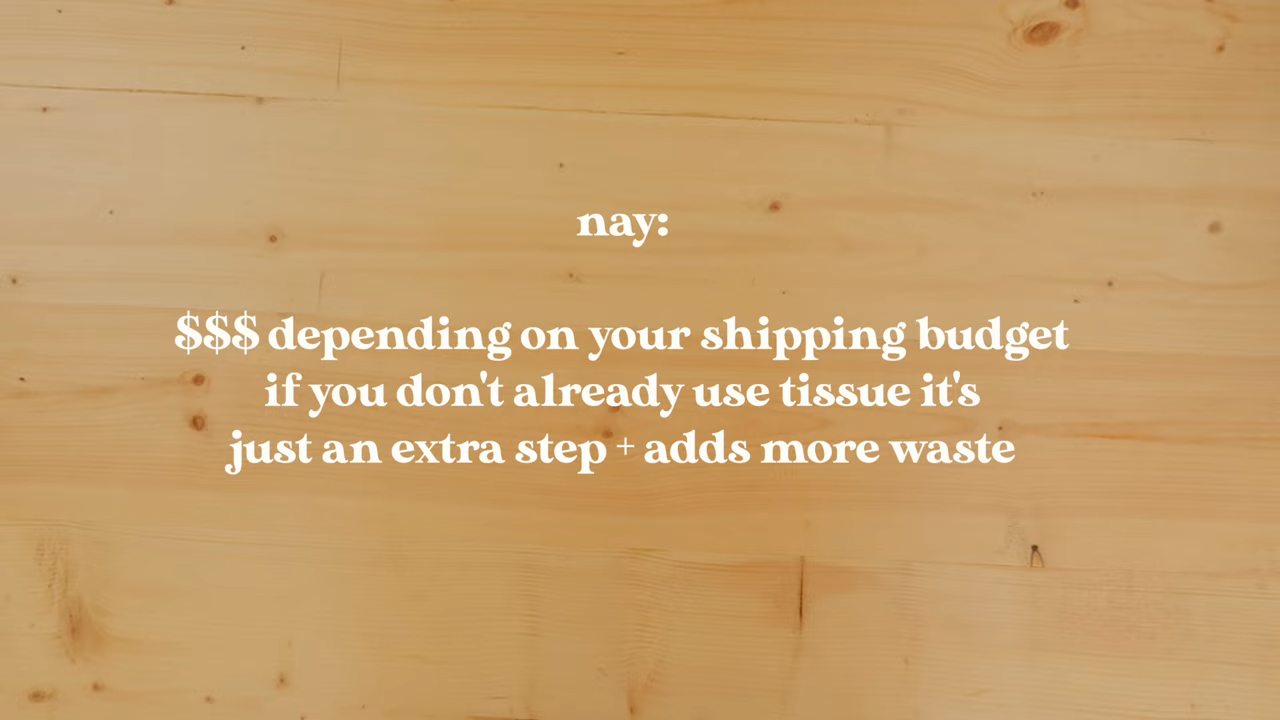 nay:
$$$ depending on your shipping budget
if you don't already use tissue it's
just an extra step + adds more waste